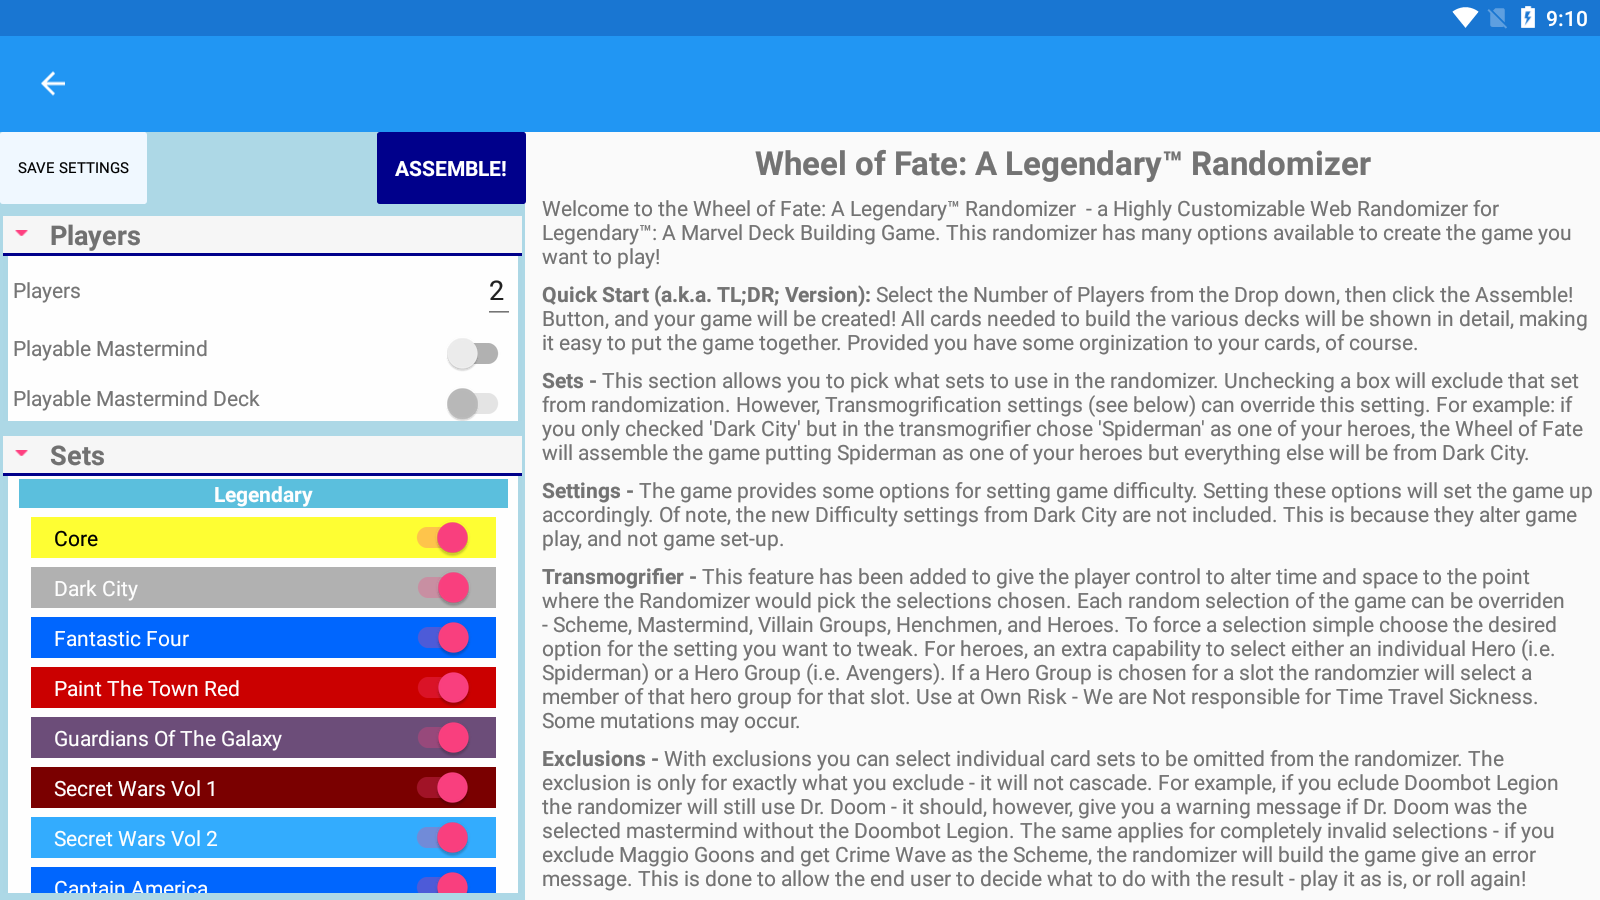 9:10
SAVE SETTINGS
ASSEMBLE!
Players
Players
2
Playable Mastermind
Playable Mastermind Deck
Sets
Legendary
Core
Dark City
Fantastic Four
Paint The Town Red
Guardians Of The Galaxy
Secret Wars Vol 1
Secret Wars Vol 2
Captain America
Wheel of Fate: A Legendary™ Randomizer
Welcome to the Wheel of Fate: A Legendary™ Randomizer - a Highly Customizable Web Randomizer for
Legendary™: A Marvel Deck Building Game. This randomizer has many options available to create the game you
want to play!
Quick Start (a.k.a. TL;DR; Version): Select the Number of Players from the Drop down, then click the Assemble!
Button, and your game will be created! All cards needed to build the various decks will be shown in detail, making
it easy to put the game together. Provided you have some orginization to your cards, of course.
Sets - This section allows you to pick what sets to use in the randomizer. Unchecking a box will exclude that set
from randomization. However, Transmogrification settings (see below) can override this setting. For example: if
you only checked 'Dark City' but in the transmogrifier chose 'Spiderman' as one of your heroes, the Wheel of Fate
will assemble the game putting Spiderman as one of your heroes but everything else will be from Dark City.
Settings - The game provides some options for setting game difficulty. Setting these options will set the game up
accordingly. Of note, the new Difficulty settings from Dark City are not included. This is because they alter game
play, and not game set-up.
Transmogrifier - This feature has been added to give the player control to alter time and space to the point
where the Randomizer would pick the selections chosen. Each random selection of the game can be overriden
- Scheme, Mastermind, Villain Groups, Henchmen, and Heroes. To force a selection simple choose the desired
option for the setting you want to tweak. For heroes, an extra capability to select either an individual Hero (i.e.
Spiderman) or a Hero Group (i.e. Avengers). If a Hero Group is chosen for a slot the randomzier will select a
member of that hero group for that slot. Use at Own Risk - We are Not responsible for Time Travel Sickness.
Some mutations may occur.
Exclusions - With exclusions you can select individual card sets to be omitted from the randomizer. The
exclusion is only for exactly what you exclude - it will not cascade. For example, if you eclude Doombot Legion
the randomizer will still use Dr. Doom - it should, however, give you a warning message if Dr. Doom was the
selected mastermind without the Doombot Legion. The same applies for completely invalid selections - if you
exclude Maggio Goons and get Crime Wave as the Scheme, the randomizer will build the game give an error
message. This is done to allow the end user to decide what to do with the result - play it as is, or roll again!